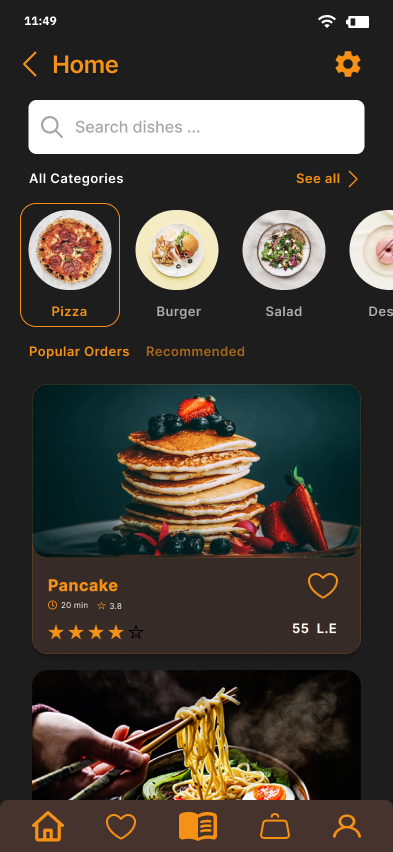 11:49
Home
Search dishes ...
All Categories See all
Pizza Burger Salad Des
Popular Orders Recommended
Pancake
20 min 3.8
55 L.E